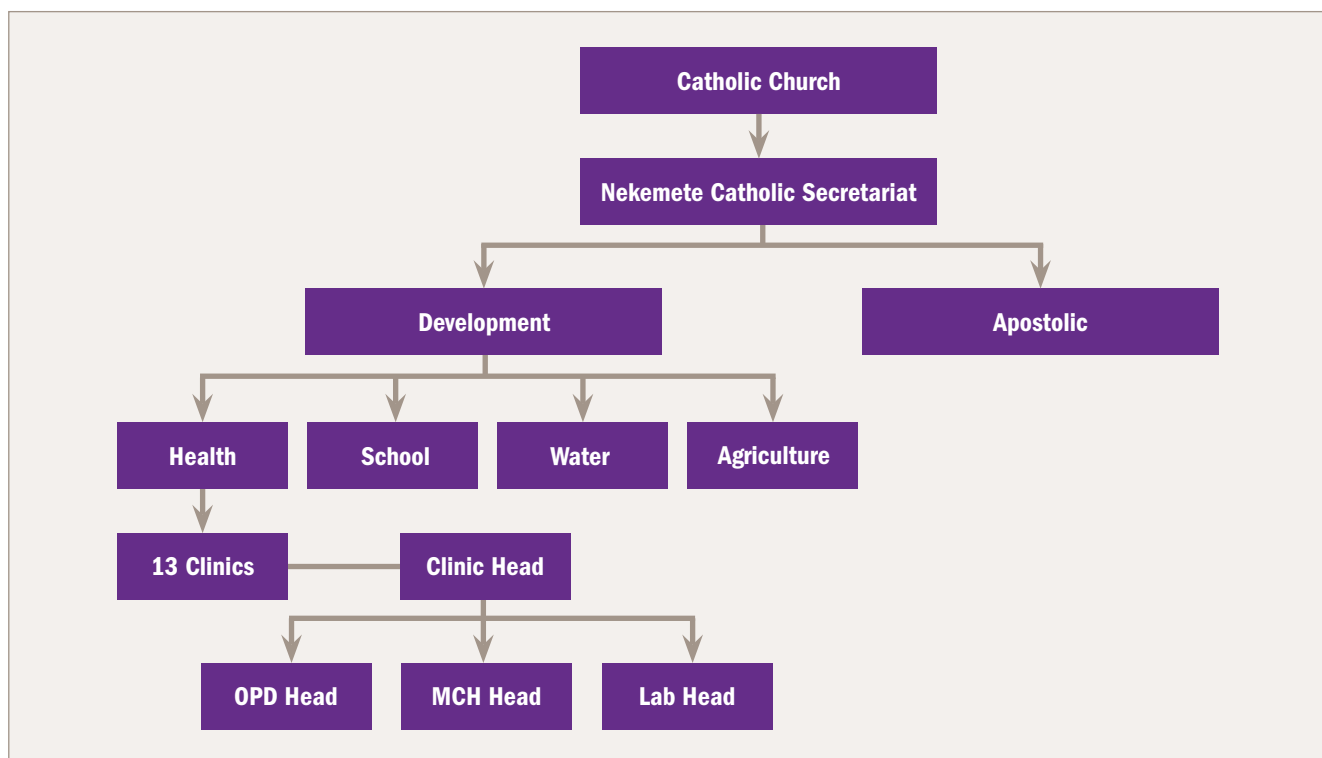 Catholic Church
Nekemete Catholic Secretariat
Development
Apostolic
Health
School
Water
Agriculture
13 Clinics
Clinic Head
OPD Head
MCH Head
Lab Head